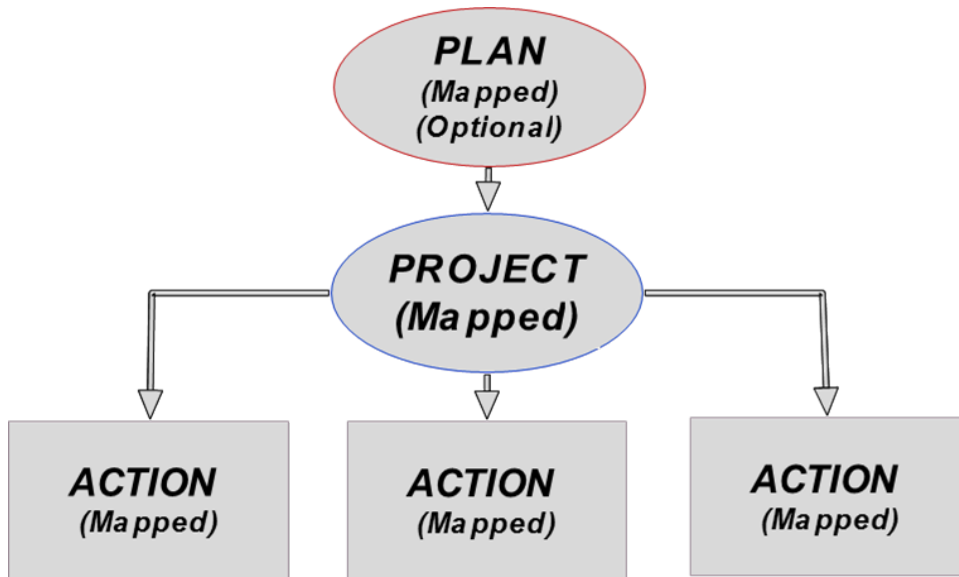 PLAN
(Mapped)
(Optional)
PROJECT
(Mapped)
ACTION
(Mapped)
ACTION
(Mapped)
ACTION
(Mapped)